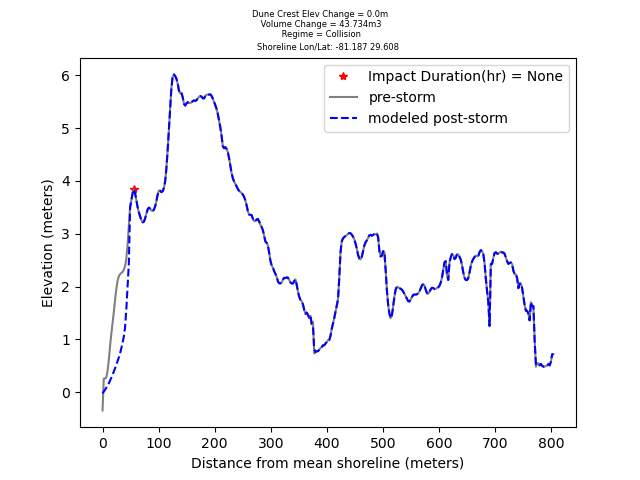 Dune Crest Elev Change = 0.0m
Volume Change = 43.734m3
Regime = Collision
Shoreline Lon/Lat: -81.187 29.608
Impact Duration(hr) = None
pre-storm
modeled post-storm
Elevation (meters)
6
5
4
3
2
1
0
0 100 200 300 400 500 600 700 800
Distance from mean shoreline (meters)